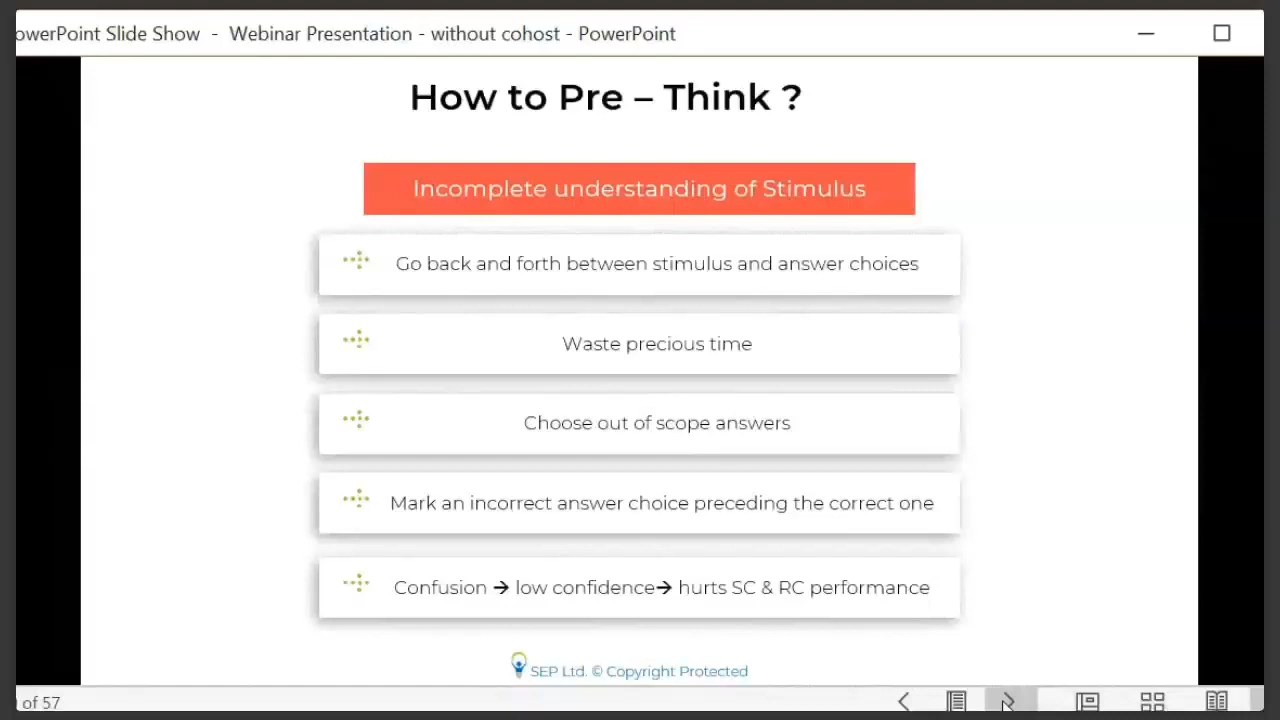 owerPoint Slide Show - Webinar Presentation - without cohost - PowerPoint
How to Pre – Think ?
Incomplete understanding of Stimulus
Go back and forth between stimulus and answer choices
Waste precious time
Choose out of scope answers
Mark an incorrect answer choice preceding the correct one
Confusion → low confidence→ hurts SC & RC performance
SEP Ltd. © Copyright Protected
of 57